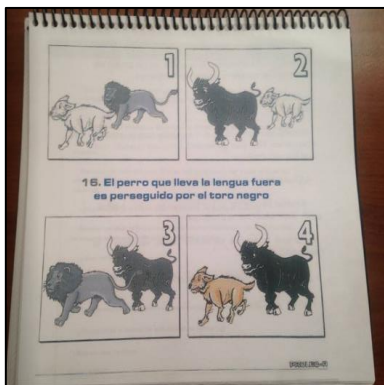 1
2
16. El perro que lleva la lengua fuera
es perseguido por el toro negro
3
4